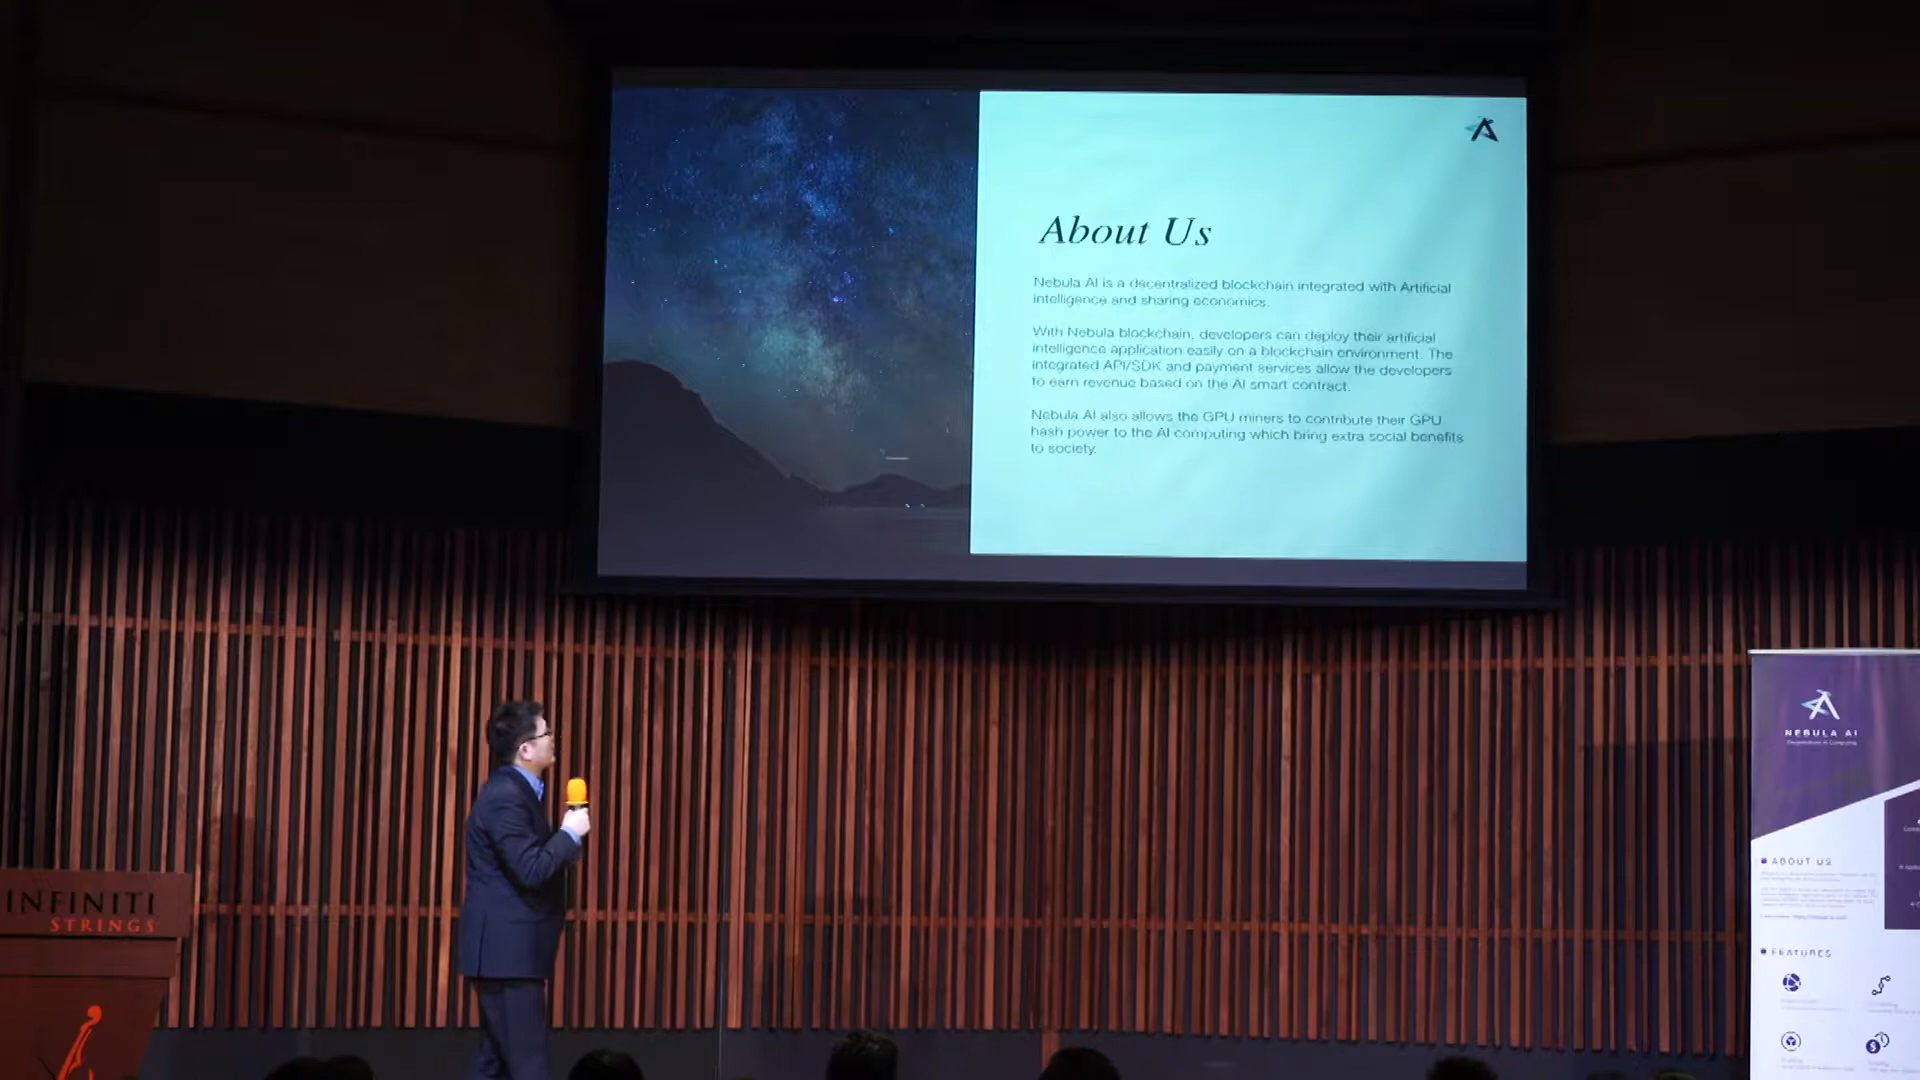 About Us
Nebula AI is a decentralized blockchain integrated with Artificial
intelligence and sharing economics.
With Nebula blockchain, developers can deploy their artificial
intelligence application easily on a blockchain environment. The
integrated API/SDK and payment services allow the developers
to earn revenue based on the AI smart contract.
Nebula AI also allows the GPU miners to contribute their GPU
hash power to the AI computing which bring extra social benefits
to society.
NEBULA AI
Decentralized AI Computing
ABOUT US
FEATURES
INFINITI
STRINGS